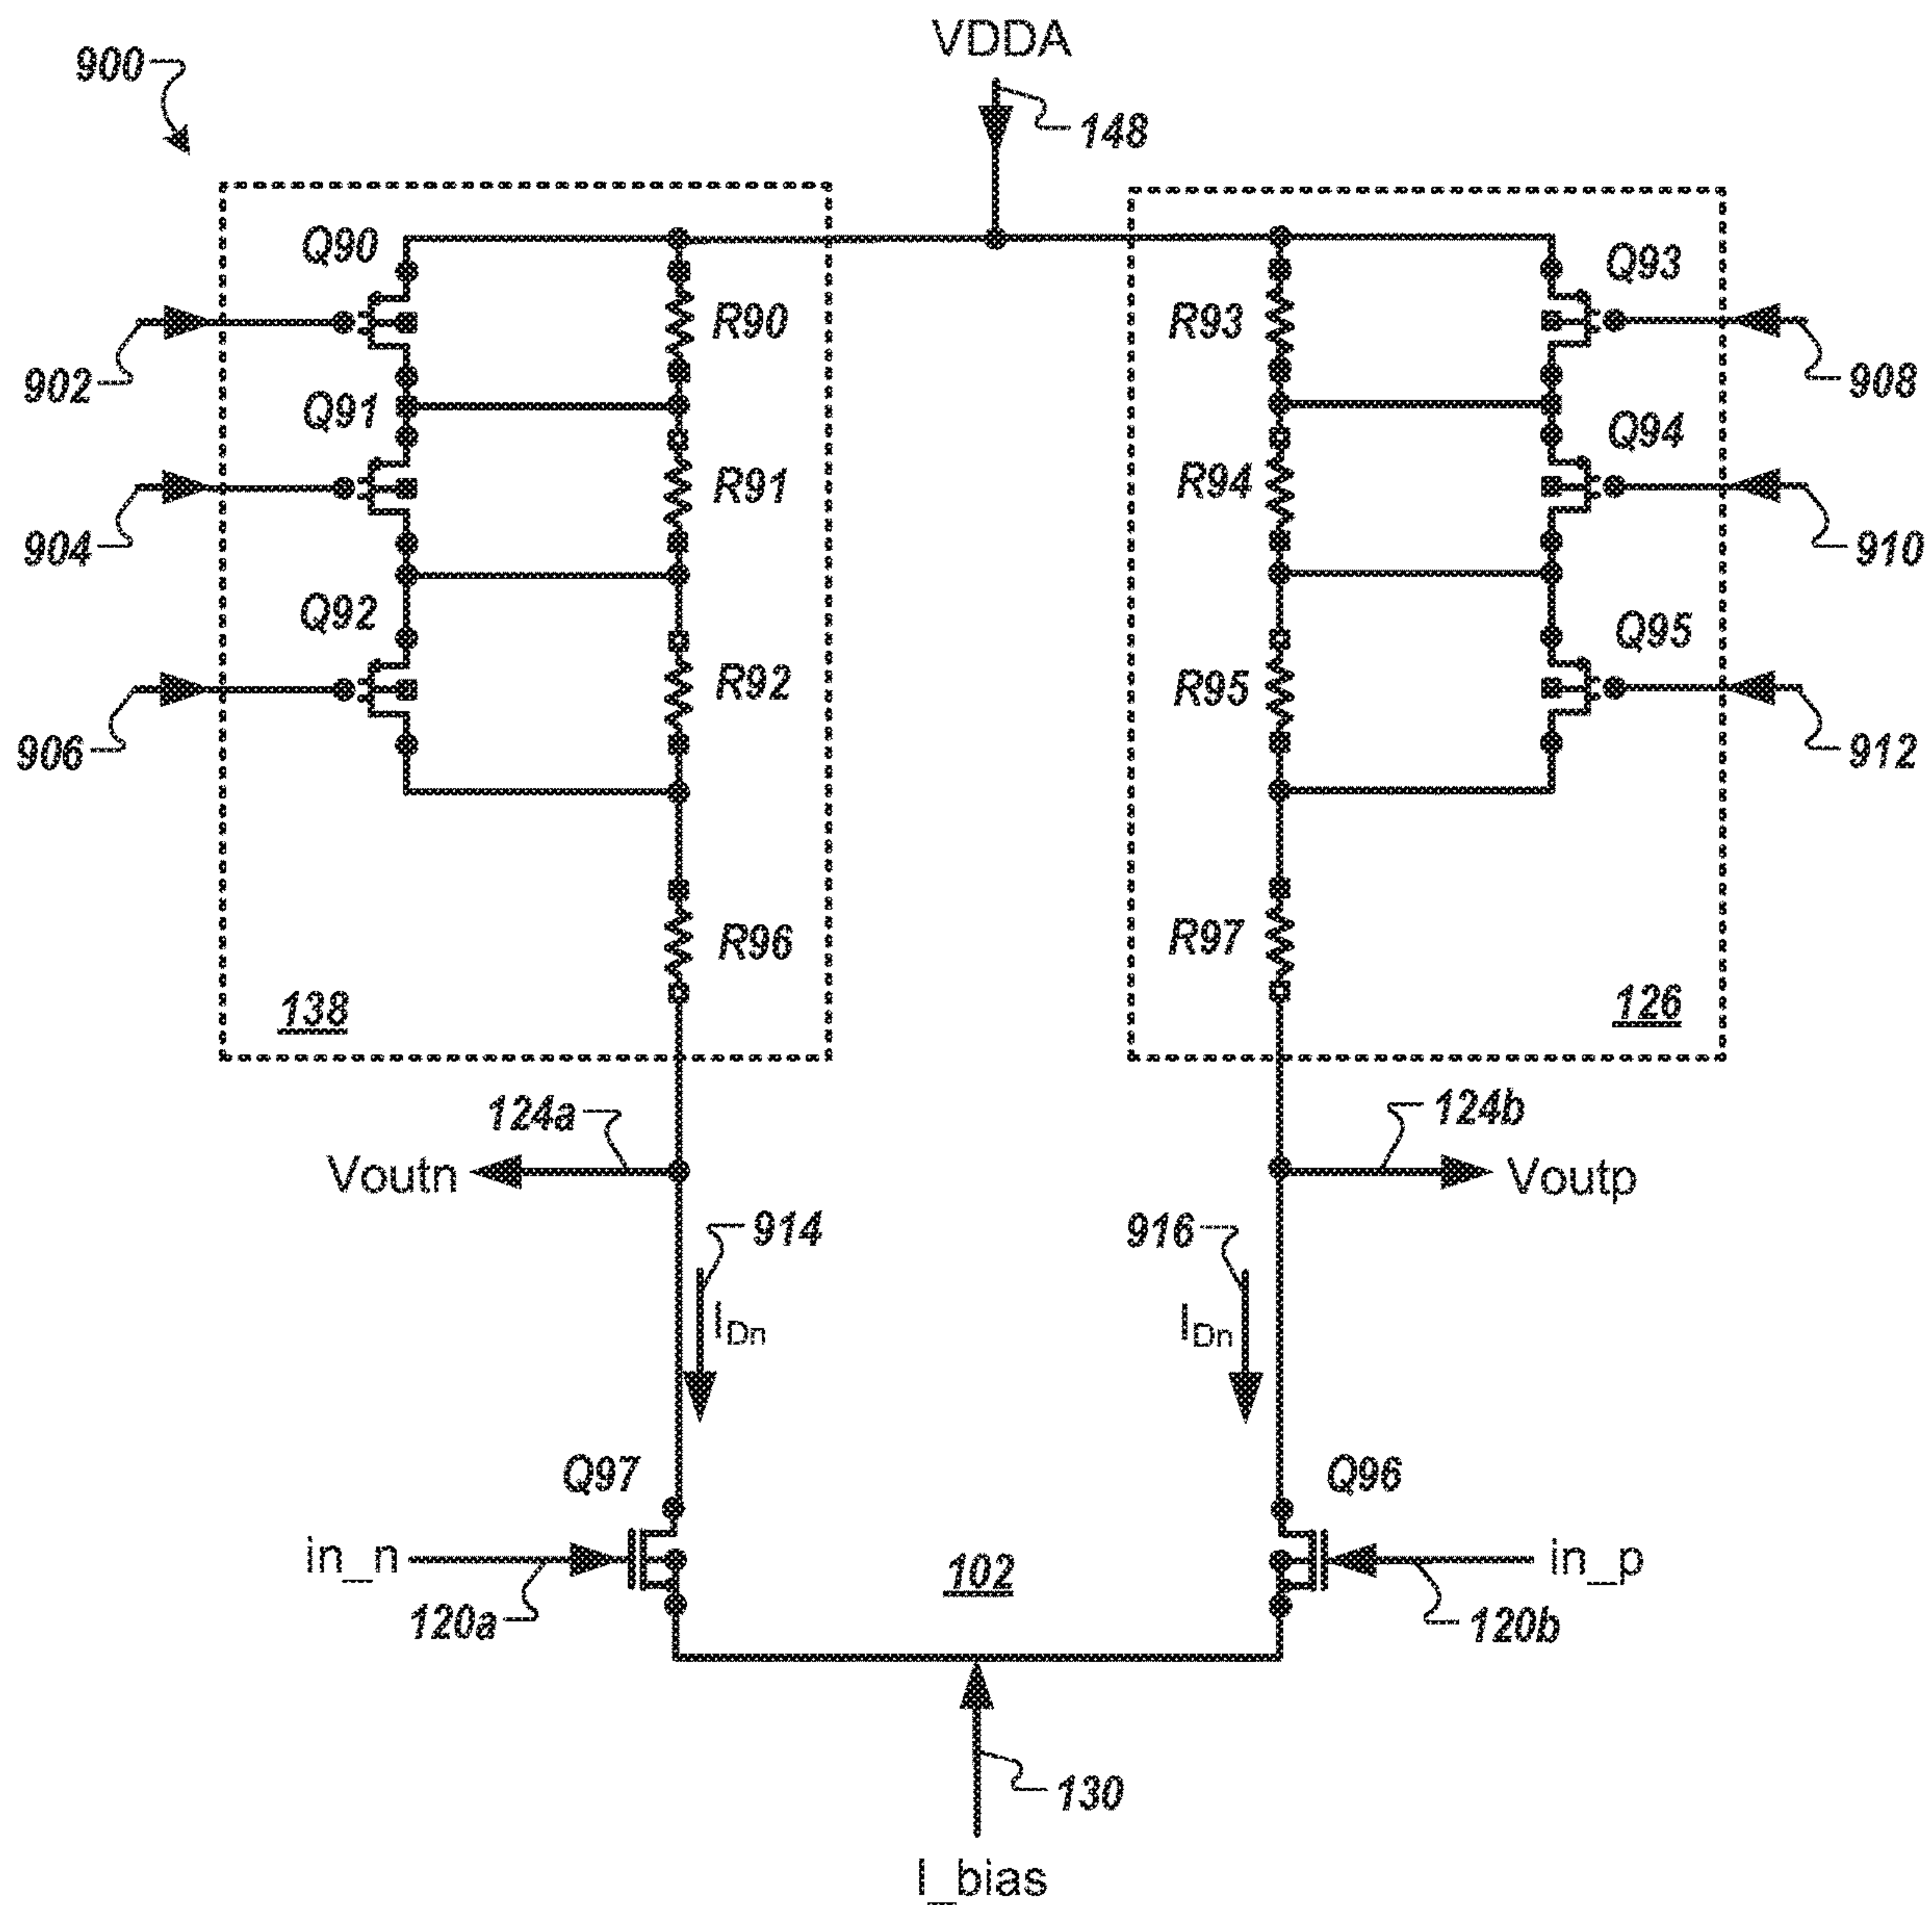 VDDA
900
148
Q90
Q93
R90
R93
902
908
Q91
Q94
R91
R94
904
910
Q92
Q95
R92
R95
906
912
R96
R97
138
126
124a
124b
Voutn
Voutp
914
916
IDn
IDn
Q97
Q96
in_n
102
in_p
120a
120b
130
I_bias